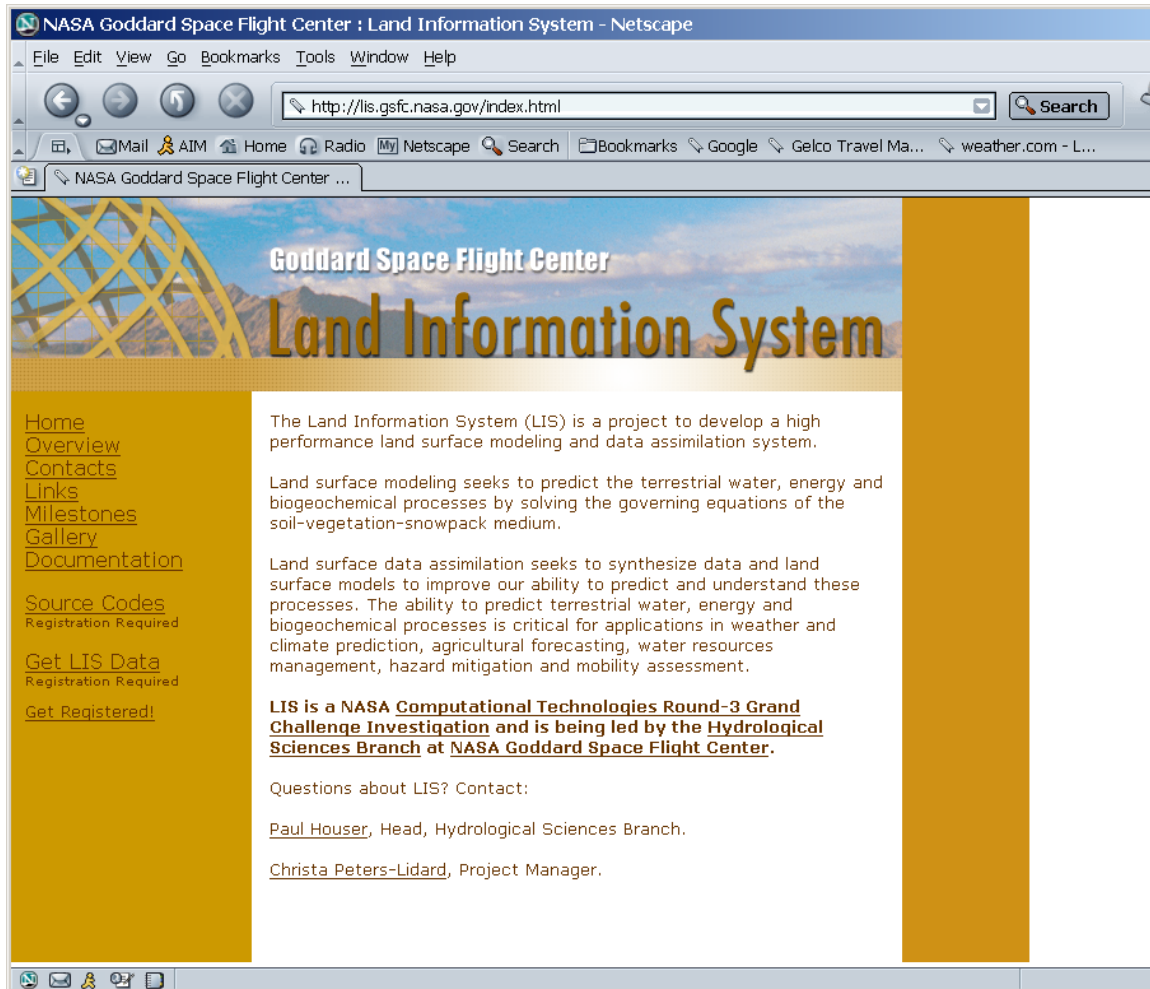 NASA Goddard Space Flight Center : Land Information System - Netscape
File Edit View Go Bookmarks Tools Window Help
http://lis.gsfc.nasa.gov/index.html Search
Mail AIM Home Radio My Netscape Search Bookmarks Google Gelco Travel Ma... weather.com - L...
NASA Goddard Space Flight Center ...
Goddard Space Flight Center
Land Information System
Home
Overview
Contacts
Links
Milestones
Gallery
Documentation
Source Codes
Registration Required
Get LIS Data
Registration Required
Get Registered!
The Land Information System (LIS) is a project to develop a high
performance land surface modeling and data assimilation system.
Land surface modeling seeks to predict the terrestrial water, energy and
biogeochemical processes by solving the governing equations of the
soil-vegetation-snowpack medium.
Land surface data assimilation seeks to synthesize data and land
surface models to improve our ability to predict and understand these
processes. The ability to predict terrestrial water, energy and
biogeochemical processes is critical for applications in weather and
climate prediction, agricultural forecasting, water resources
management, hazard mitigation and mobility assessment.
LIS is a NASA Computational Technologies Round-3 Grand
Challenge Investigation and is being led by the Hydrological
Sciences Branch at NASA Goddard Space Flight Center.
Questions about LIS? Contact:
Paul Houser, Head, Hydrological Sciences Branch.
Christa Peters-Lidard, Project Manager.